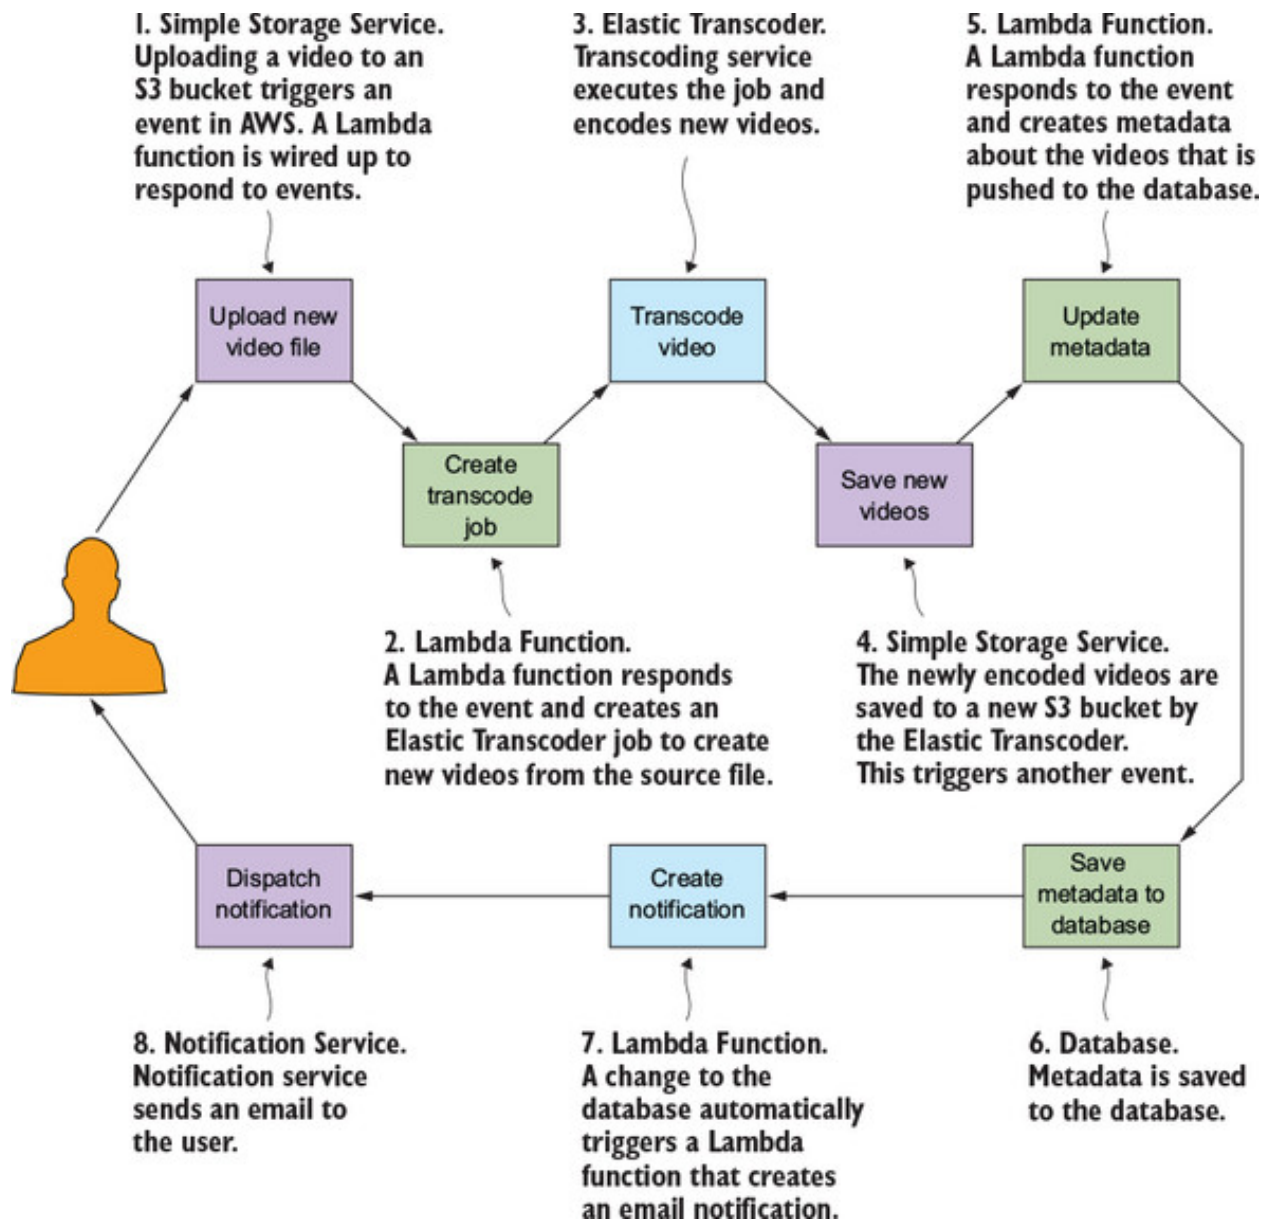 1. Simple Storage Service.
Uploading a video to an
S3 bucket triggers an
event in AWS. A Lambda
function is wired up to
respond to events.
3. Elastic Transcoder.
Transcoding service
executes the job and
encodes new videos.
5. Lambda Function.
A Lambda function
responds to the event
and creates metadata
about the videos that is
pushed to the database.
Upload new
video file
Transcode
video
Update
metadata
Create
transcode
job
Save new
videos
2. Lambda Function.
A Lambda function responds
to the event and creates an
Elastic Transcoder job to create
new videos from the source file.
4. Simple Storage Service.
The newly encoded videos are
saved to a new S3 bucket by
the Elastic Transcoder.
This triggers another event.
Dispatch
notification
Create
notification
Save
metadata to
database
8. Notification Service.
Notification service
sends an email to
the user.
7. Lambda Function.
A change to the
database automatically
triggers a Lambda
function that creates
an email notification.
6. Database.
Metadata is saved
to the database.